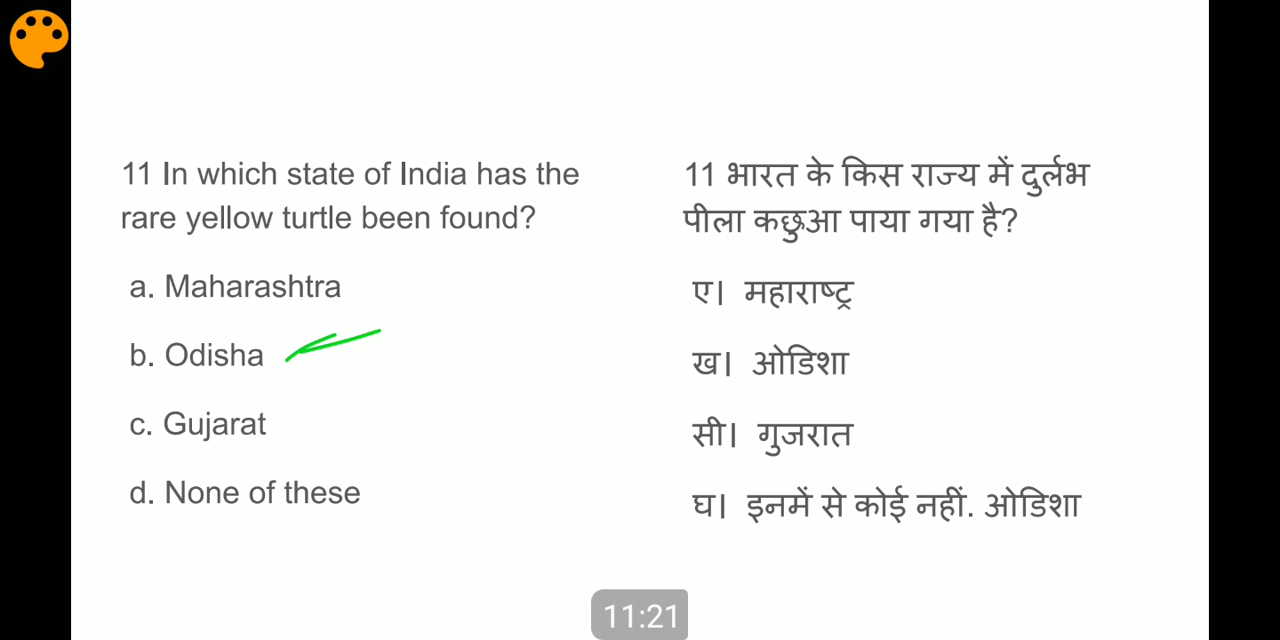 11 In which state of India has the
rare yellow turtle been found?
a. Maharashtra
b. Odisha
c. Gujarat
d. None of these
11 भारत के किस राज्य में दुर्लभ
पीला कछुआ पाया गया है?
ए। महाराष्ट्र
ख। ओडिशा
सी। गुजरात
घ। इनमें से कोई नहीं. ओडिशा
11:21